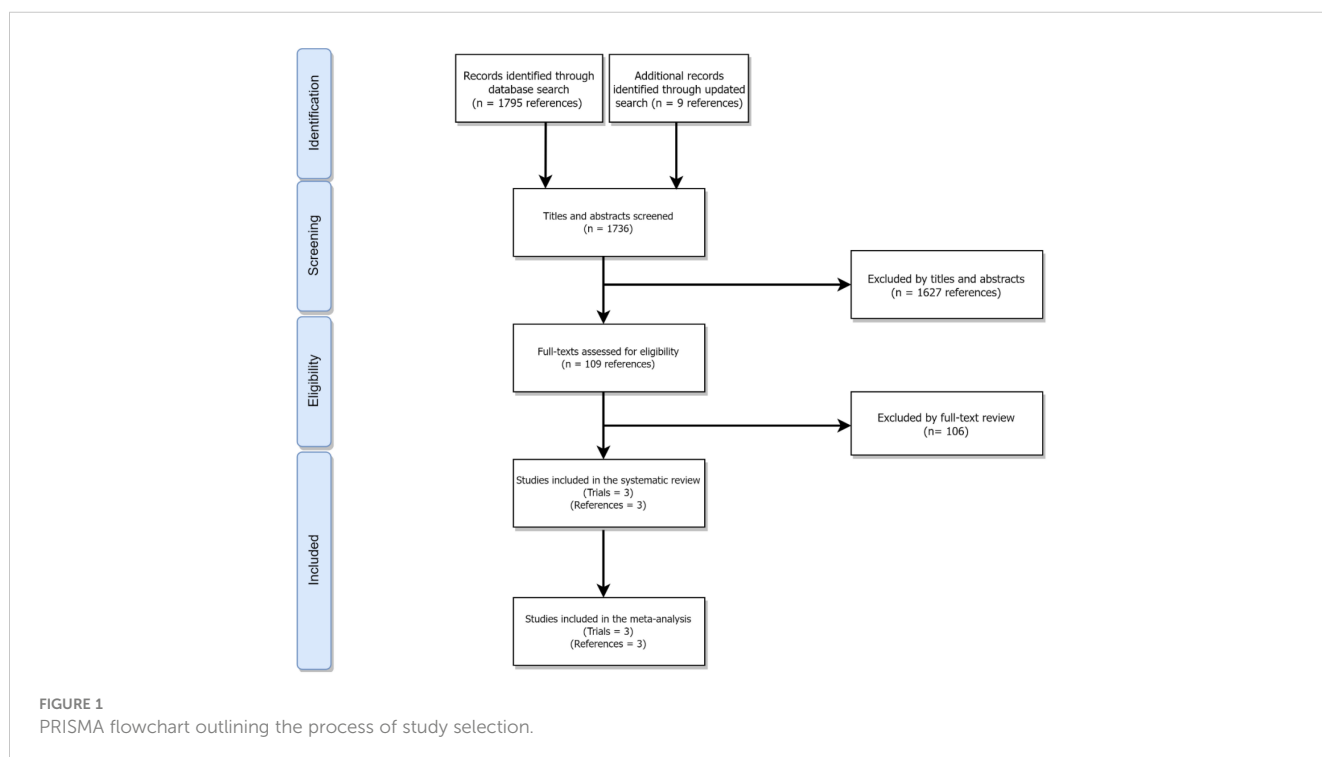 Identification
Records identified through
database search
(n = 1795 references)
Additional records
identified through updated
search (n = 9 references)
Screening
Titles and abstracts screened
(n = 1736)
Excluded by titles and abstracts
(n = 1627 references)
Eligibility
Full-texts assessed for eligibility
(n = 109 references)
Excluded by full-text review
(n= 106)
Included
Studies included in the systematic review
(Trials = 3)
(References = 3)
Studies included in the meta-analysis
(Trials = 3)
(References = 3)
FIGURE 1
PRISMA flowchart outlining the process of study selection.